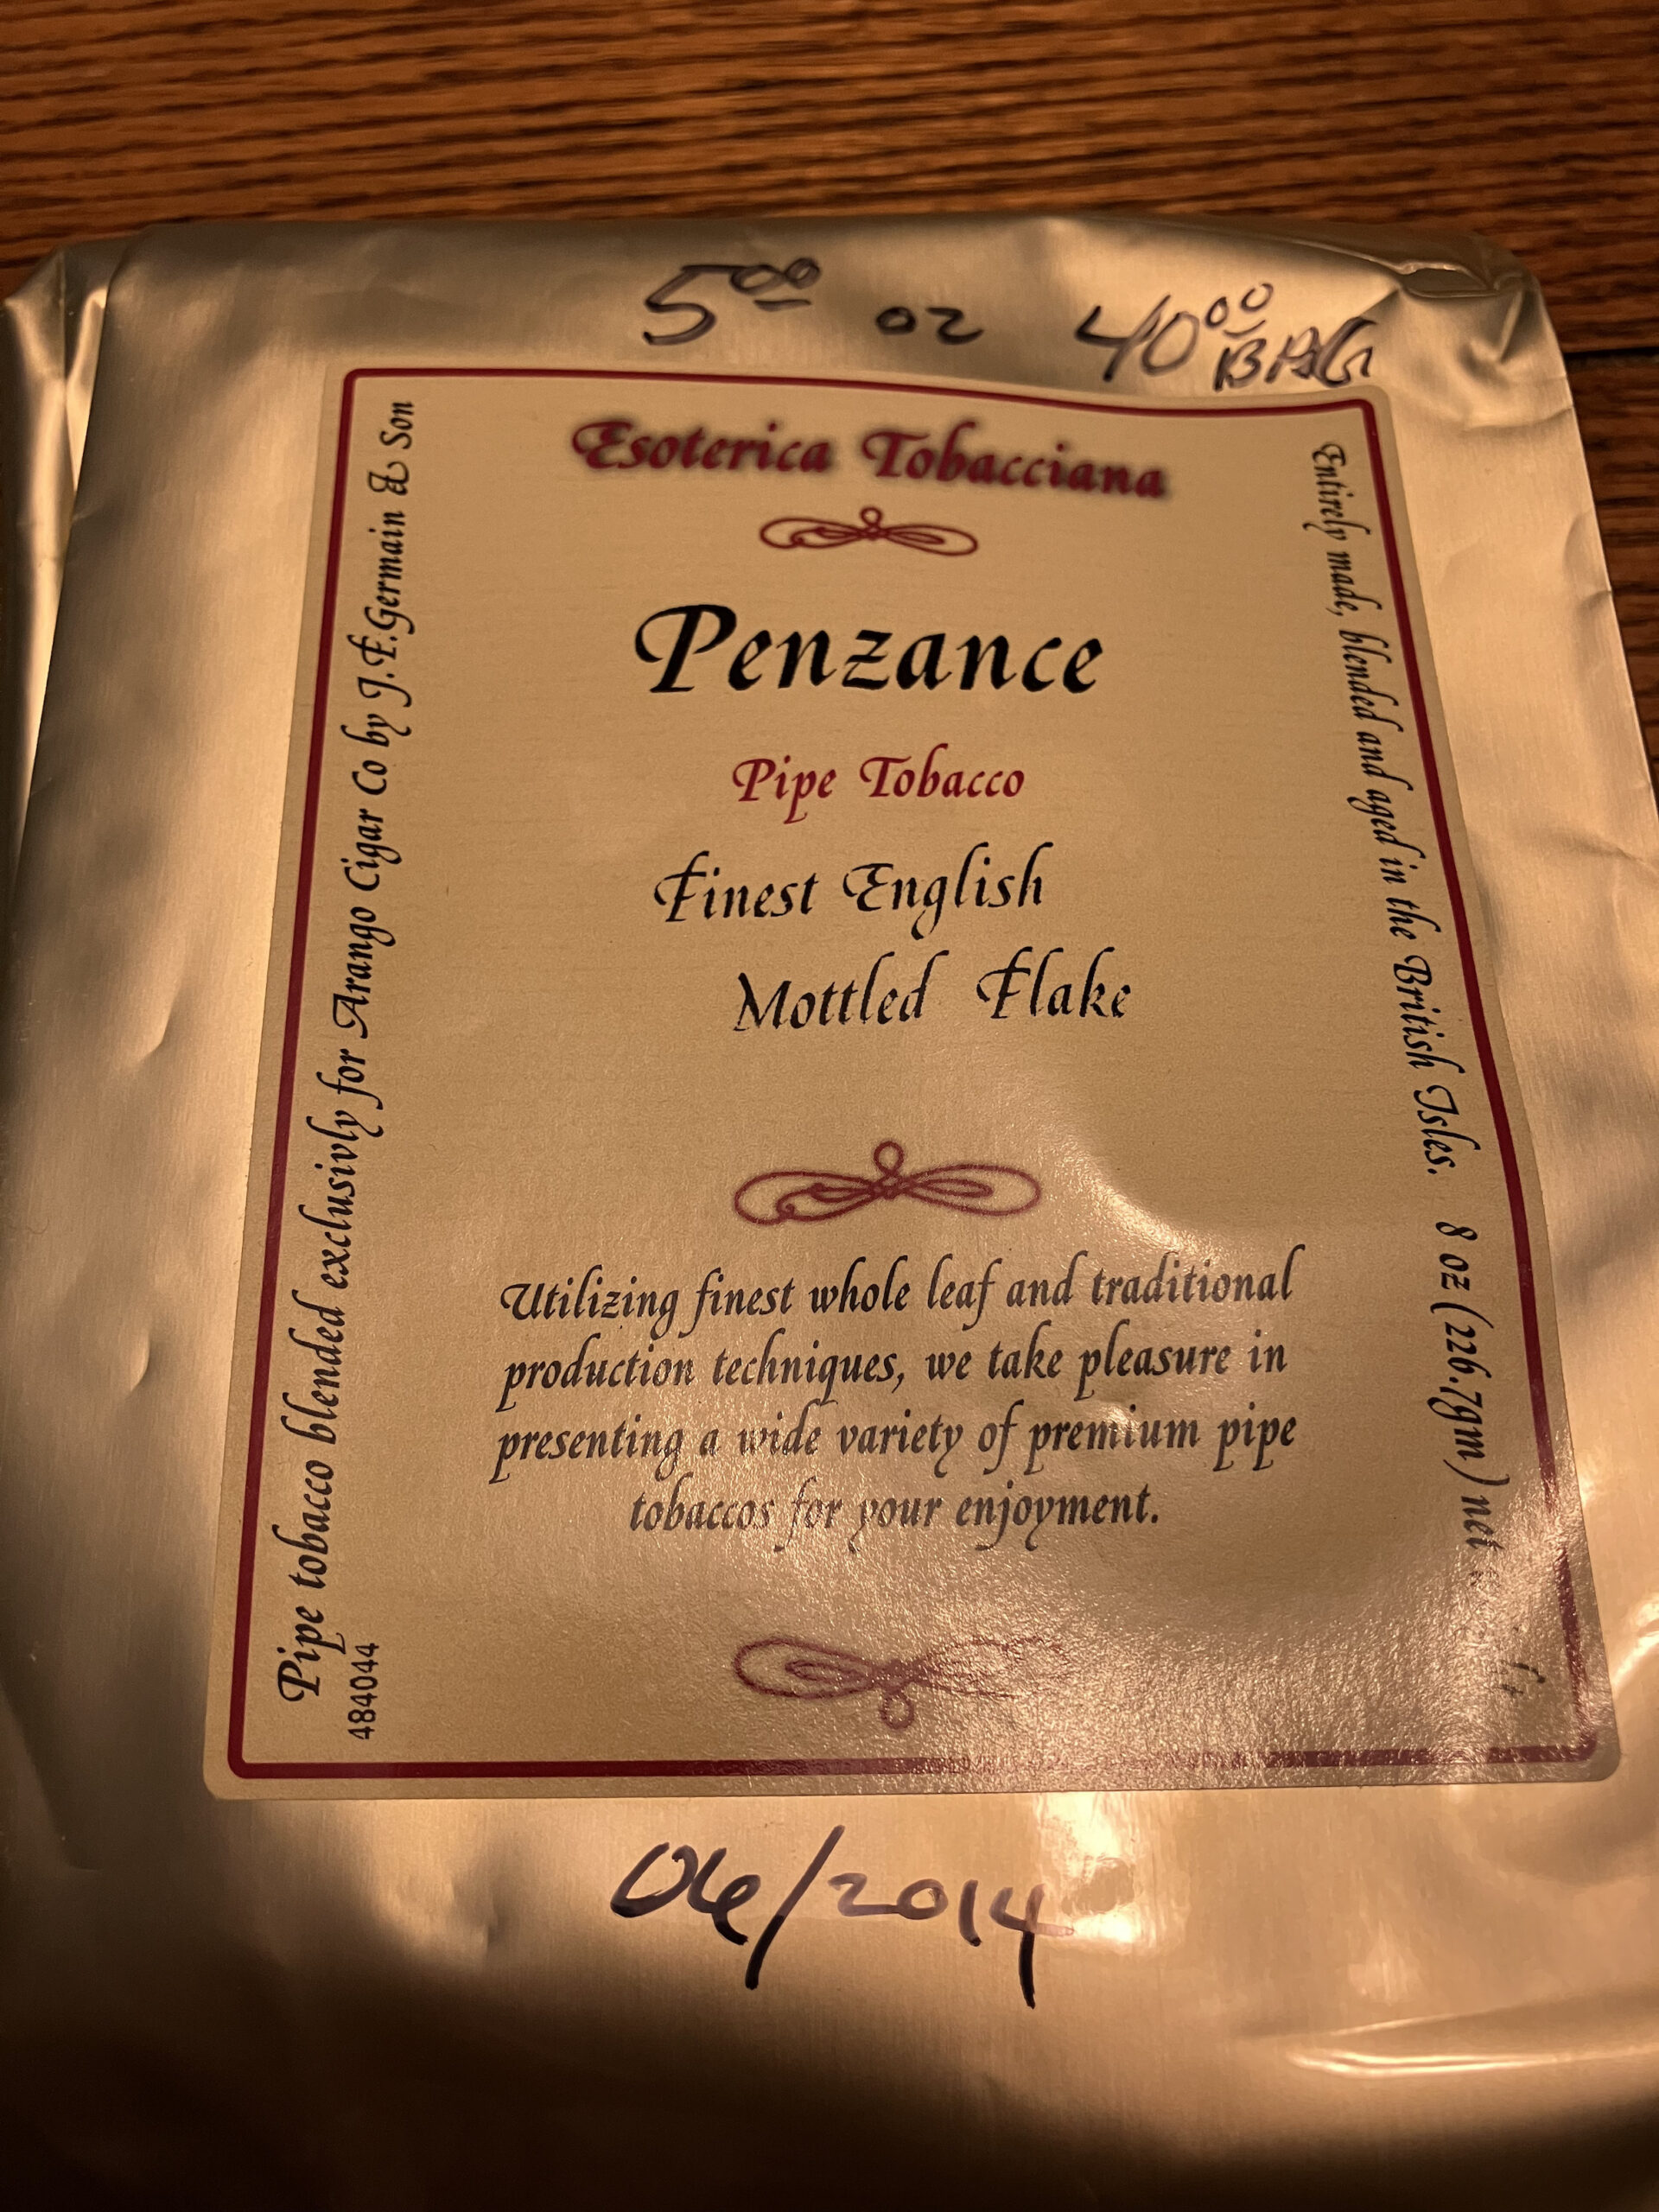 5⁰⁰ oz 40⁰⁰ BAG
Esoterica Tobacciana
Penzance
Pipe Tobacco
Finest English
Mottled Flake
Utilizing finest whole leaf and traditional
production techniques, we take pleasure in
presenting a wide variety of premium pipe
tobaccos for your enjoyment.
Pipe tobacco blended exclusivly for Arango Cigar Co by J.F.Germain & Son
484044
Entirely made, blended and aged in the British Isles. 8 oz (226.7gm) net
06/2014